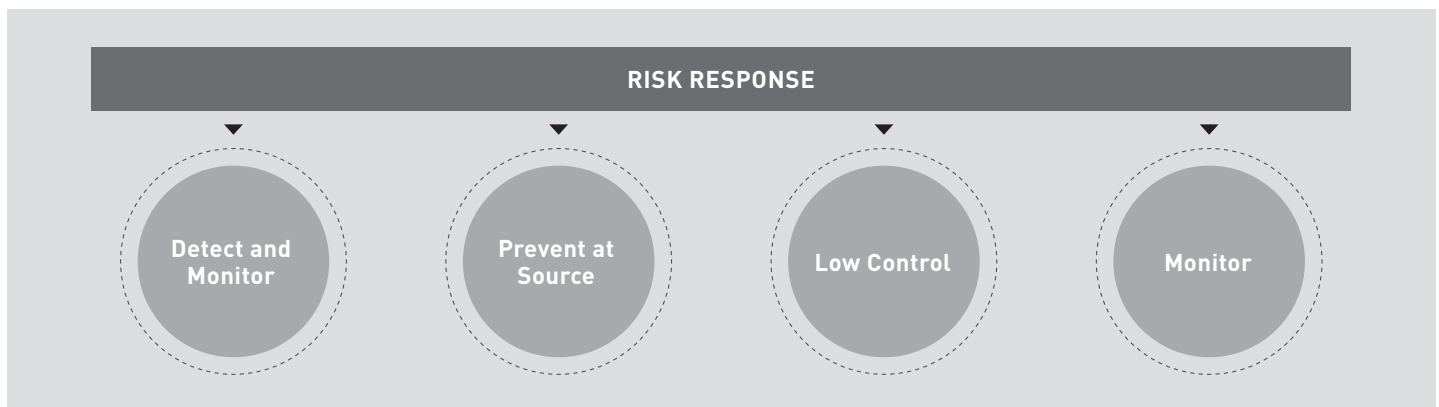 RISK RESPONSE
Detect and
Monitor
Prevent at
Source
Low Control
Monitor